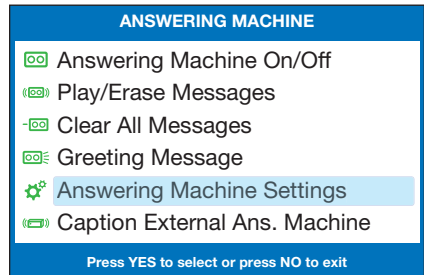 ANSWERING MACHINE
Answering Machine On/Off
Play/Erase Messages
Clear All Messages
Greeting Message
Answering Machine Settings
Caption External Ans. Machine
Press YES to select or press NO to exit